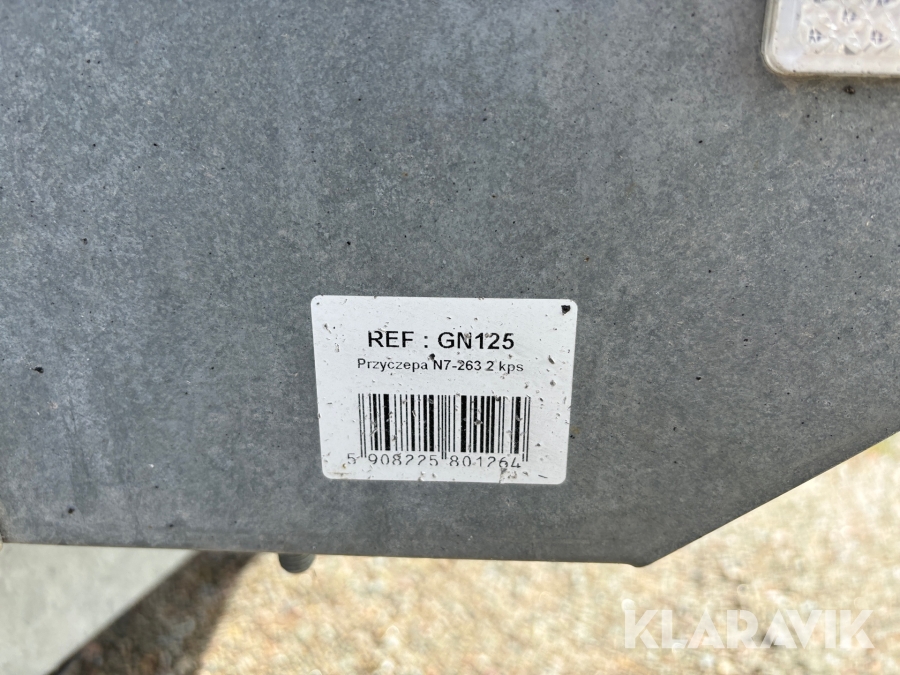 REF : GN125
Przyczepa N7-263 2 kps
5 908225 801264
KLARAVIK